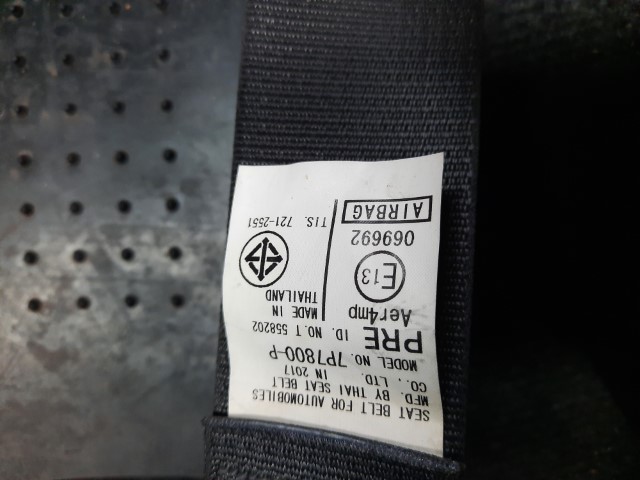 SEAT BELT FOR AUTOMOBILES
MFD. BY THAI SEAT BELT
CO., LTD. IN 2017
MODEL NO. 7P7800-P
PRE ID. NO. T 558202
Aer4mp
E13
069692
AIRBAG
MADE IN
THAILAND
TIS. 721-2551